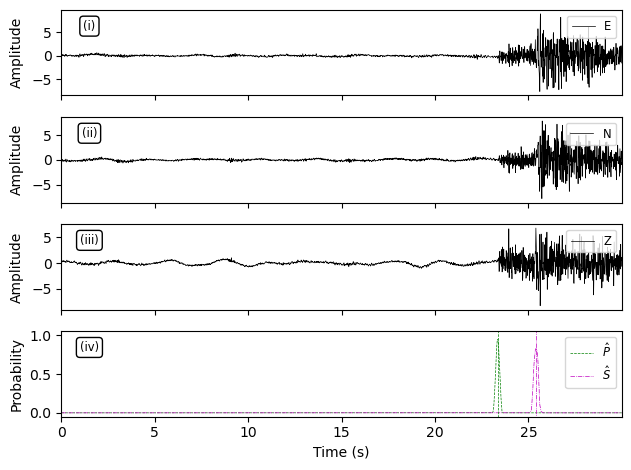 (i)
E
Amplitude
5
0
−5
(ii)
N
Amplitude
5
0
−5
(iii)
Z
Amplitude
5
0
−5
(iv)
P̂
Ŝ
Probability
1.0
0.5
0.0
0 5 10 15 20 25
Time (s)